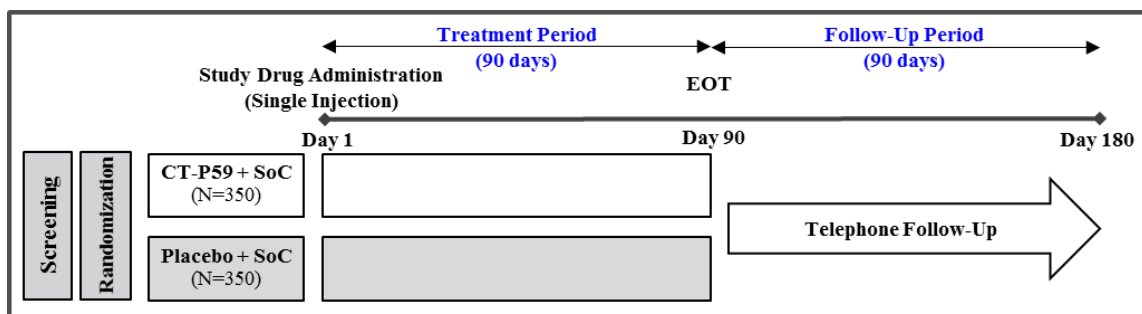 Treatment Period
(90 days)
Follow-Up Period
(90 days)
Study Drug Administration
(Single Injection)
EOT
Day 1
Day 90
Day 180
Screening
Randomization
CT-P59 + SoC
(N=350)
Placebo + SoC
(N=350)
Telephone Follow-Up